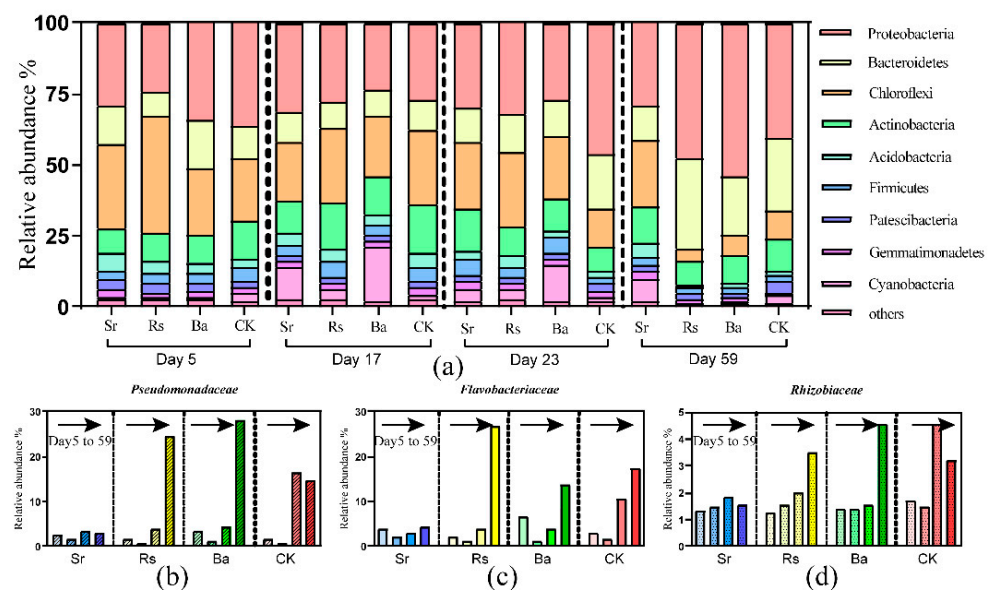 Relative abundance %
100
75
50
25
0
Sr Rs Ba CK Sr Rs Ba CK Sr Rs Ba CK Sr Rs Ba CK
Day 5 Day 17 Day 23 Day 59
(a)
Proteobacteria
Bacteroidetes
Chloroflexi
Actinobacteria
Acidobacteria
Firmicutes
Patescibacteria
Gemmatimonadetes
Cyanobacteria
others
Pseudomonadaceae
Relative abundance %
30
20
10
0
Day5 to 59
Sr Rs Ba CK
(b)
Flavobacteriaceae
Relative abundance %
30
20
10
0
Day5 to 59
Sr Rs Ba CK
(c)
Rhizobiaceae
Relative abundance %
5
4
3
2
1
0
Day5 to 59
Sr Rs Ba CK
(d)